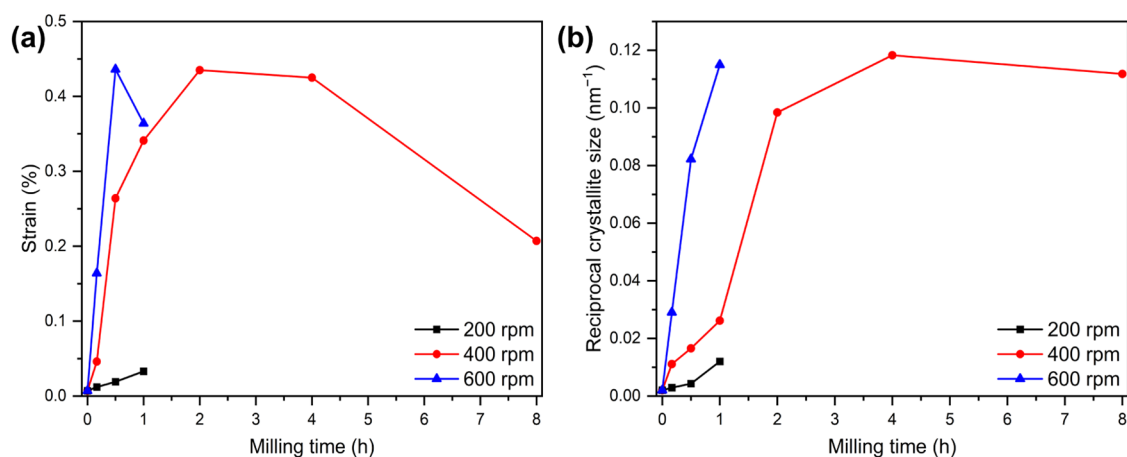 (a)
Strain (%)
0.5
0.4
0.3
0.2
0.1
0.0
0 1 2 3 4 5 6 7 8
Milling time (h)
200 rpm
400 rpm
600 rpm
(b)
Reciprocal crystallite size (nm⁻¹)
0.12
0.10
0.08
0.06
0.04
0.02
0.00
0 1 2 3 4 5 6 7 8
Milling time (h)
200 rpm
400 rpm
600 rpm